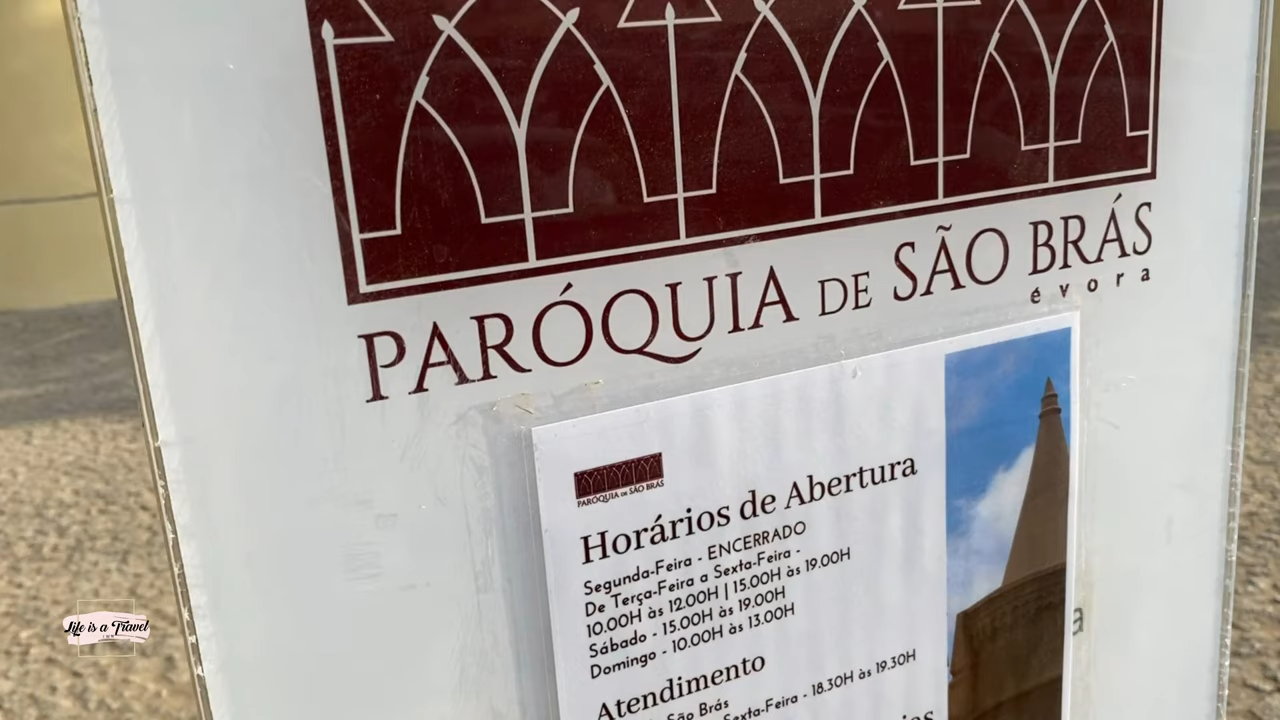 PARÓQUIA DE SÃO BRÁS
évora
PARÓQUIA DE SÃO BRÁS
Horários de Abertura
Segunda-Feira - ENCERRADO
De Terça-Feira a Sexta-Feira -
10.00H às 12.00H | 15.00H às 19.00H
Sábado - 15.00H às 19.00H
Domingo - 10.00H às 13.00H
Atendimento
São Brás
Sexta-Feira - 18.30H às 19.30H
Life is a Travel